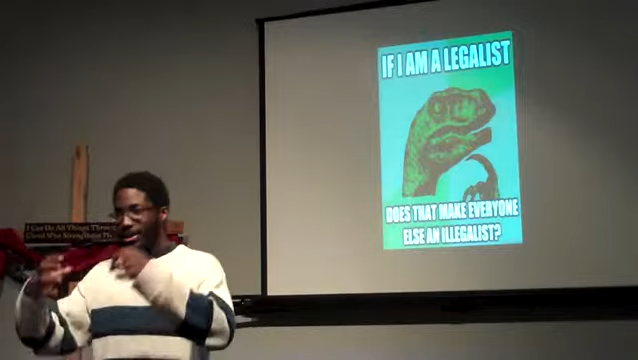 IF I AM A LEGALIST
DOES THAT MAKE EVERYONE
ELSE AN ILLEGALIST?
I Can Do All Things Through
Christ Who Strengthens Me